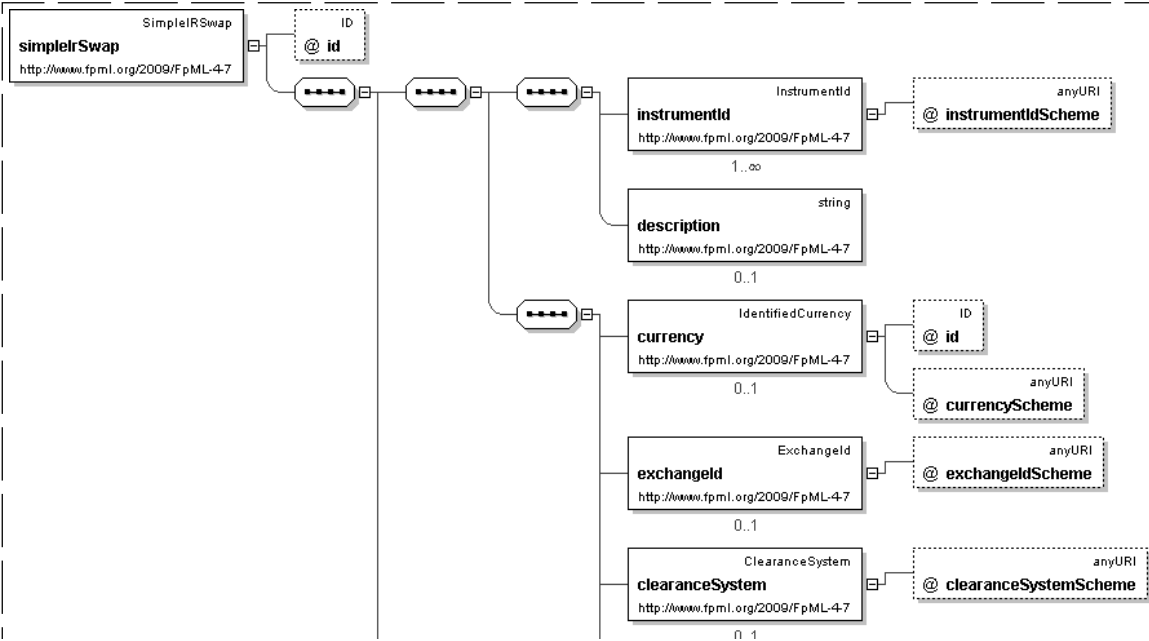 SimpleIRSwap
simpleIrSwap
http://www.fpml.org/2009/FpML-4-7
ID
@ id
InstrumentId
instrumentId
http://www.fpml.org/2009/FpML-4-7
1..∞
anyURI
@ instrumentIdScheme
string
description
http://www.fpml.org/2009/FpML-4-7
0..1
IdentifiedCurrency
currency
http://www.fpml.org/2009/FpML-4-7
0..1
ID
@ id
anyURI
@ currencyScheme
ExchangeId
exchangeId
http://www.fpml.org/2009/FpML-4-7
0..1
anyURI
@ exchangeIdScheme
ClearanceSystem
clearanceSystem
http://www.fpml.org/2009/FpML-4-7
0..1
anyURI
@ clearanceSystemScheme